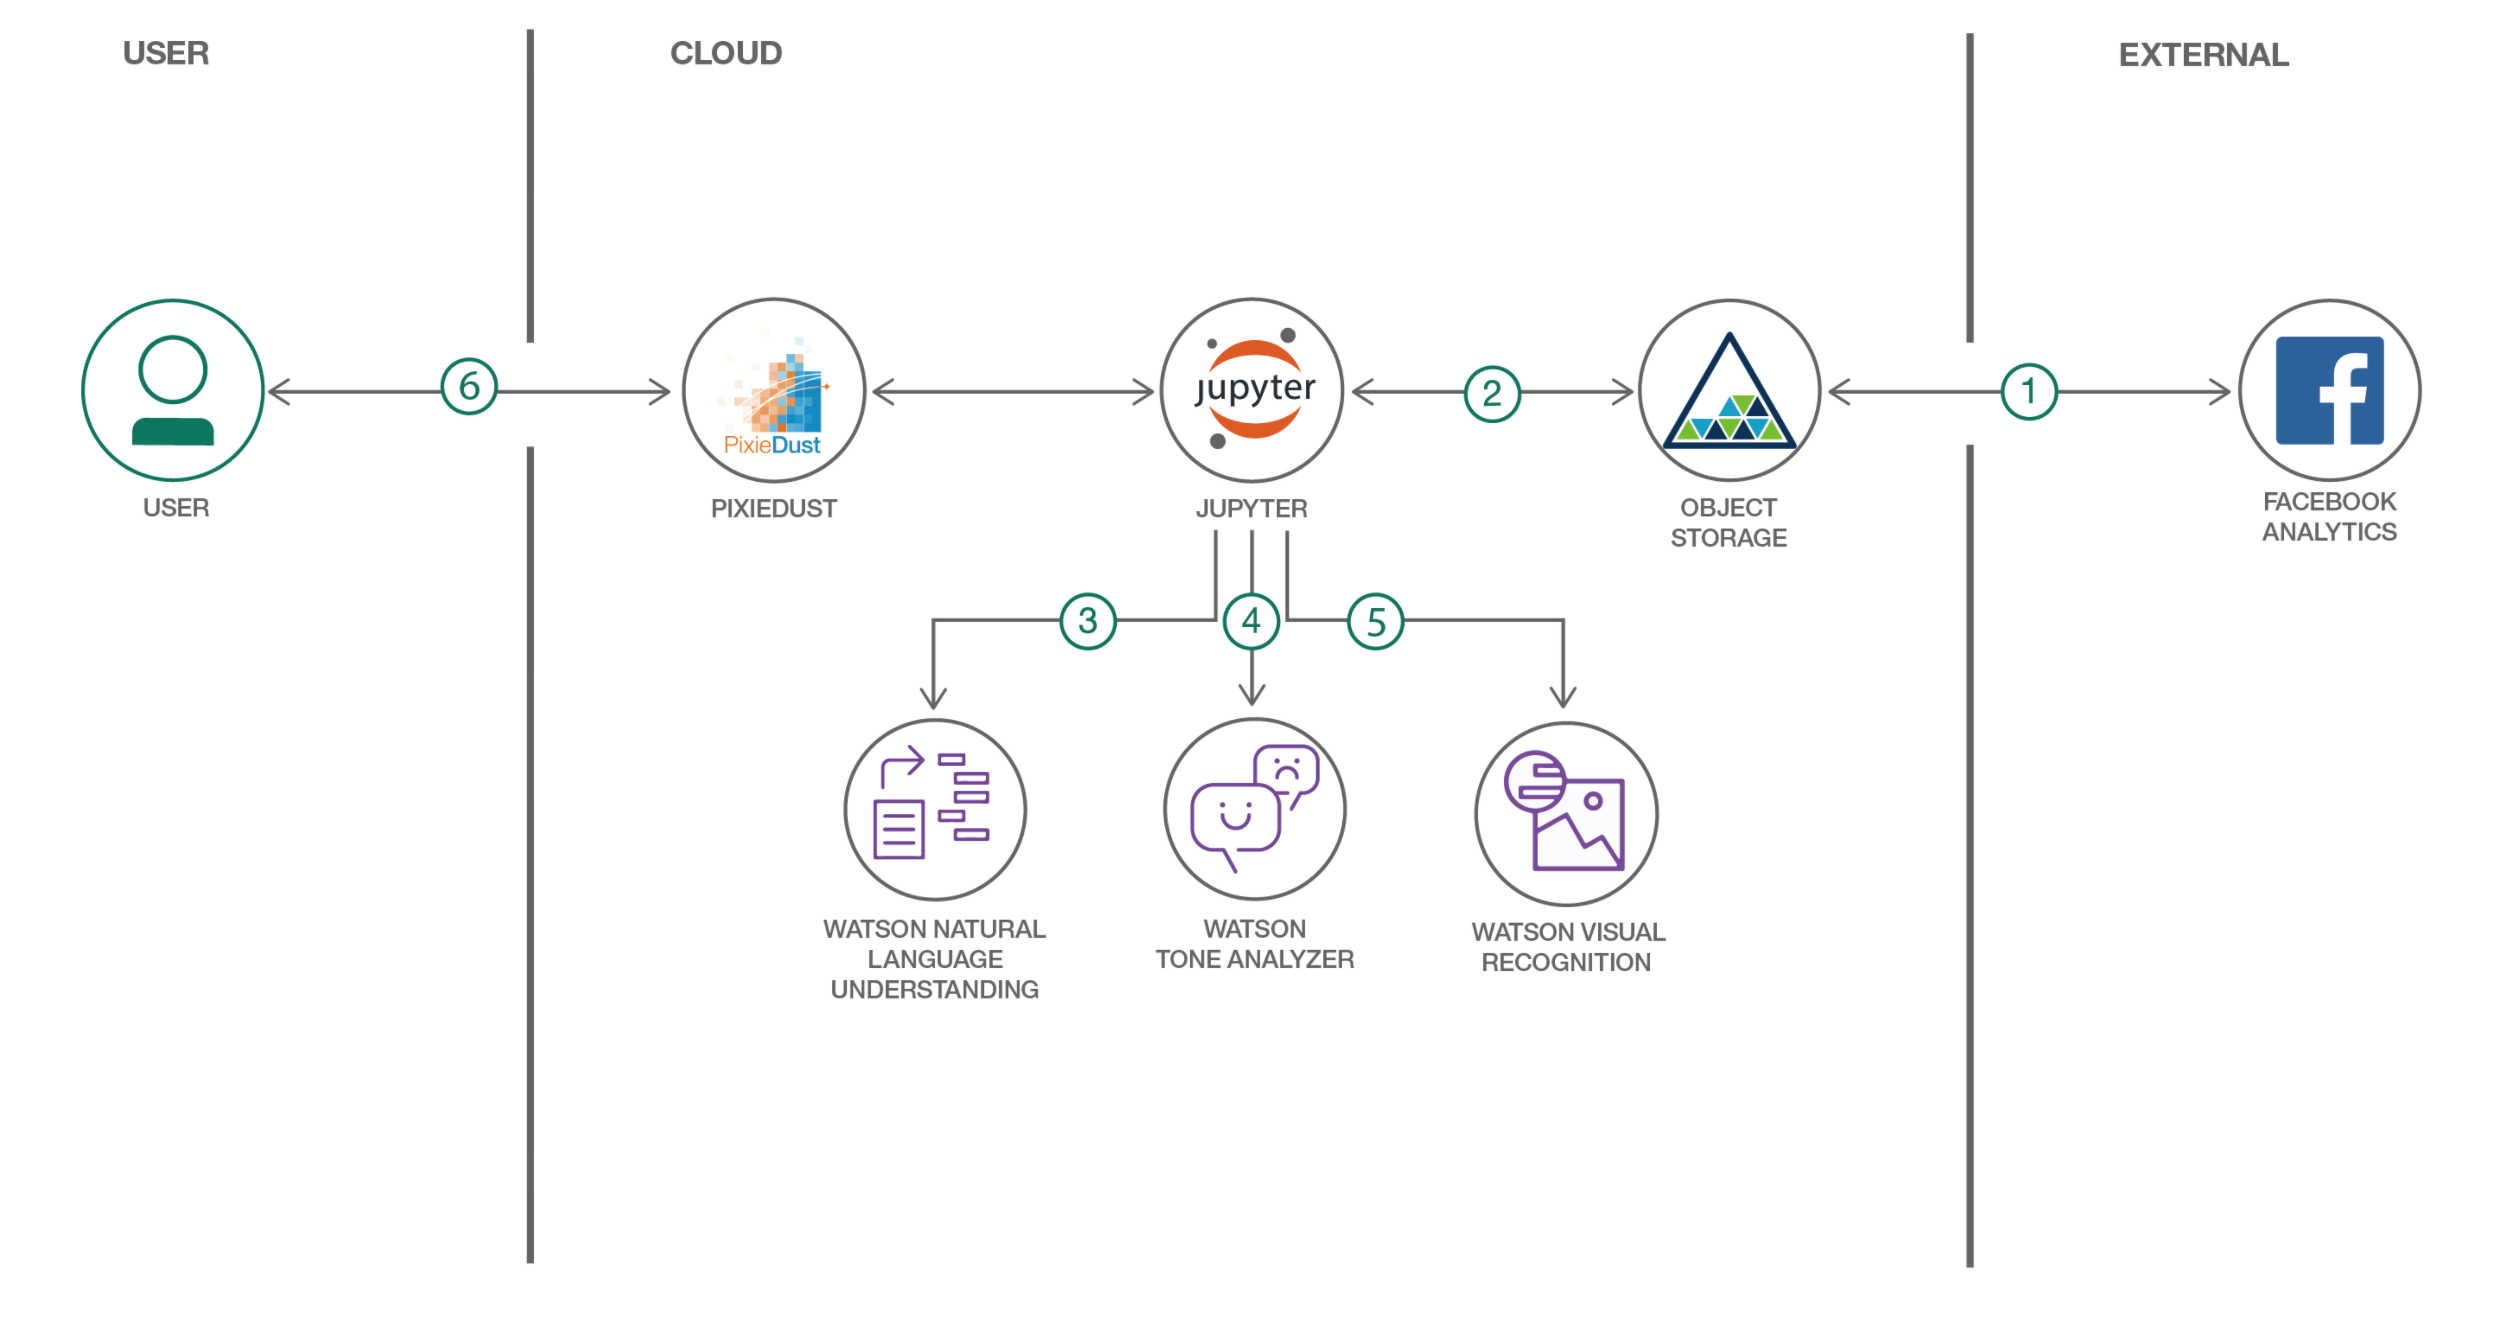 USER
CLOUD
EXTERNAL
6
PixieDust
jupyter
2
1
USER
PIXIEDUST
JUPYTER
OBJECT
STORAGE
FACEBOOK
ANALYTICS
3
4
5
WATSON NATURAL
LANGUAGE
UNDERSTANDING
WATSON
TONE ANALYZER
WATSON VISUAL
RECOGNITION